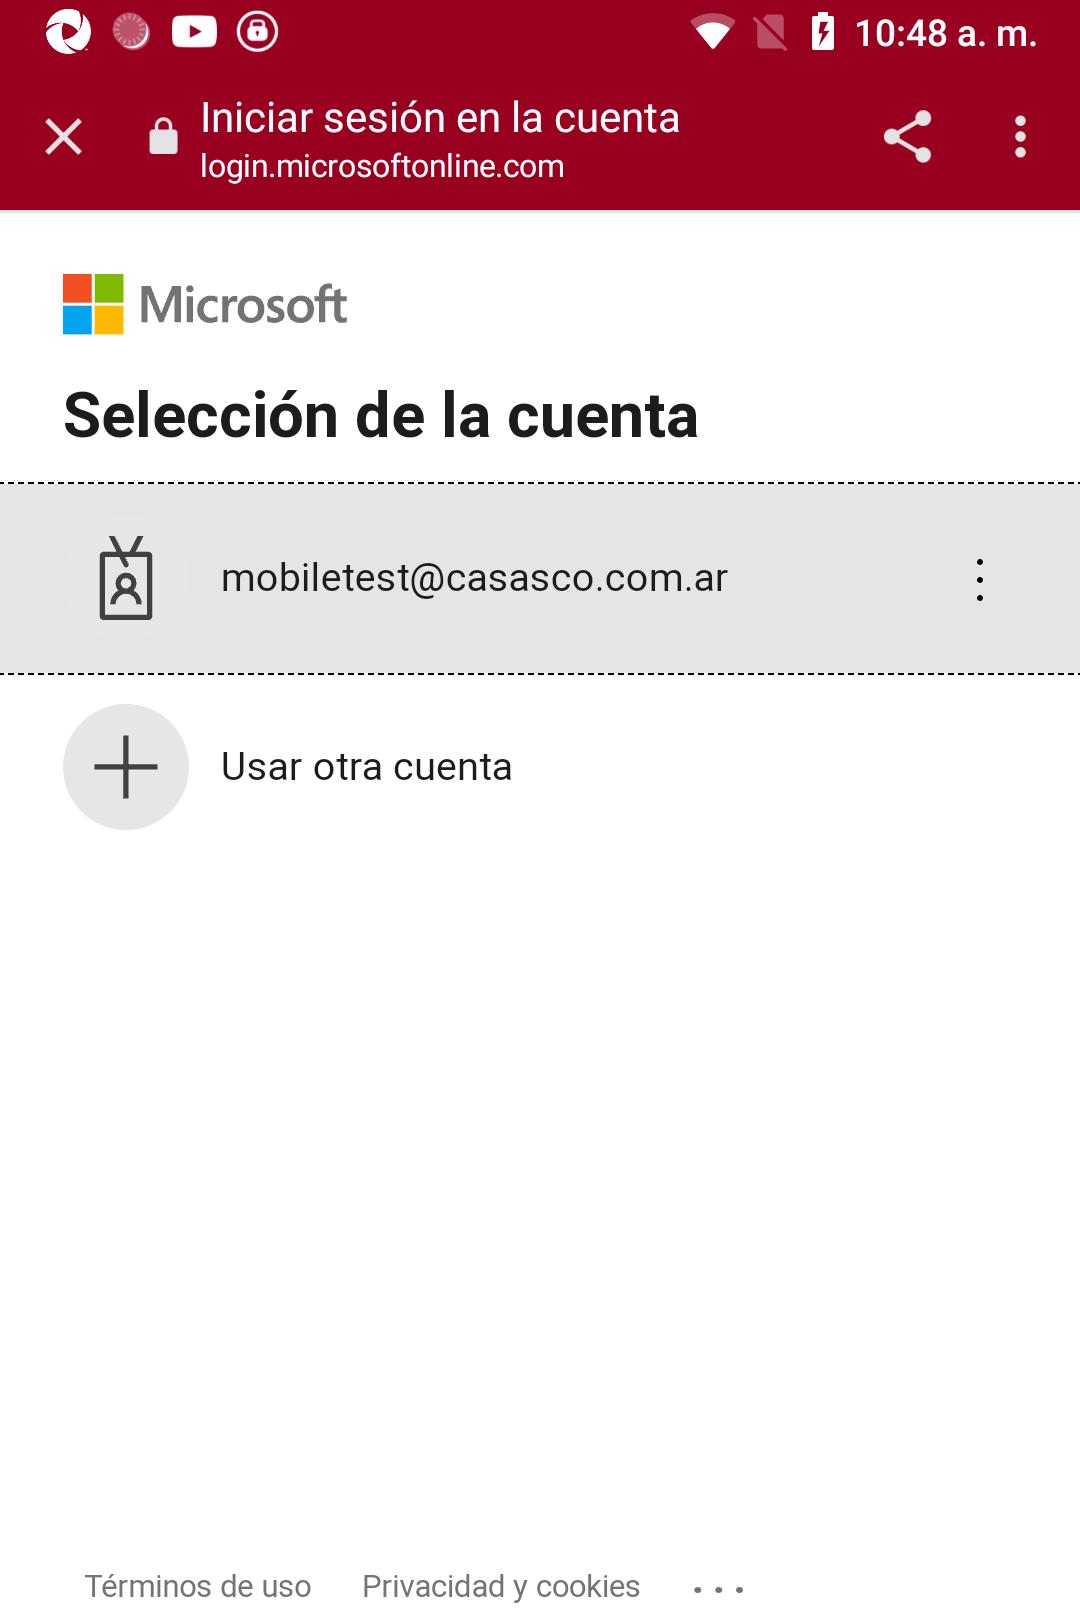 10:48 a. m.
Iniciar sesión en la cuenta
login.microsoftonline.com
Microsoft
Selección de la cuenta
mobiletest@casasco.com.ar
Usar otra cuenta
Términos de uso Privacidad y cookies ...